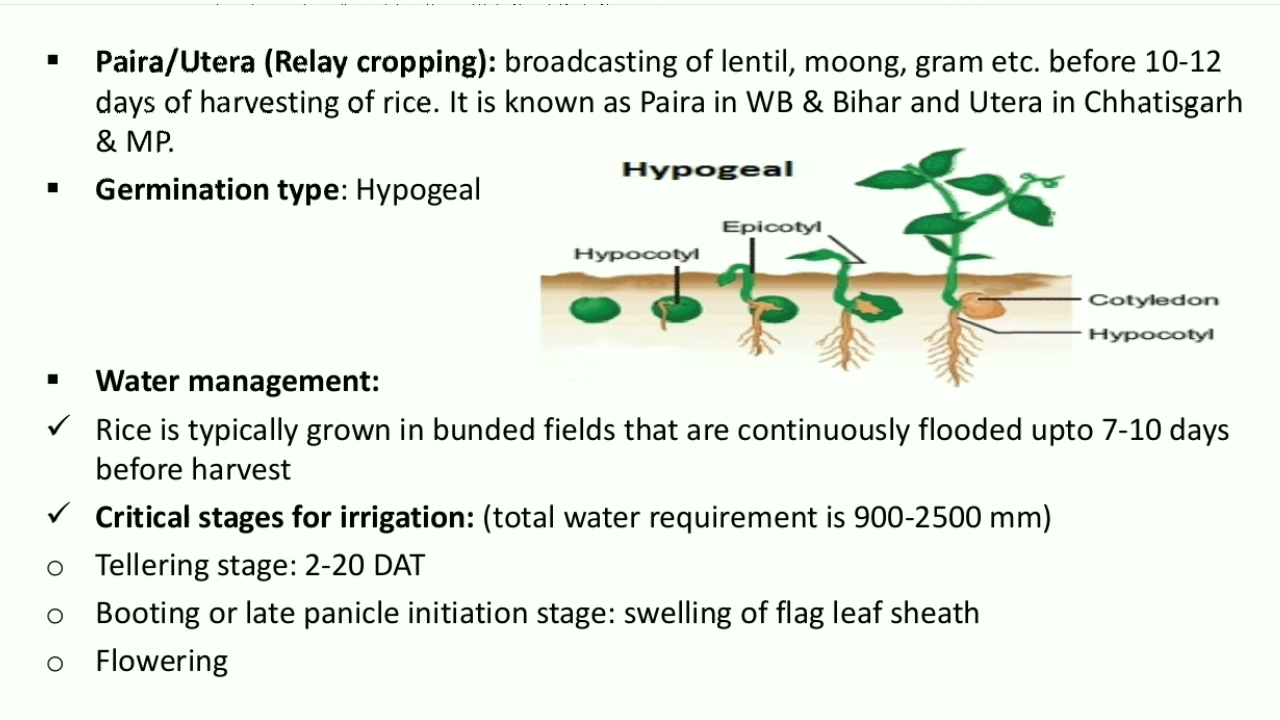 ▪ Paira/Utera (Relay cropping): broadcasting of lentil, moong, gram etc. before 10-12
days of harvesting of rice. It is known as Paira in WB & Bihar and Utera in Chhatisgarh
& MP.
▪ Germination type: Hypogeal
Hypogeal
Epicotyl
Hypocotyl
Cotyledon
Hypocotyl
▪ Water management:
✓ Rice is typically grown in bunded fields that are continuously flooded upto 7-10 days
before harvest
✓ Critical stages for irrigation: (total water requirement is 900-2500 mm)
o Tellering stage: 2-20 DAT
o Booting or late panicle initiation stage: swelling of flag leaf sheath
o Flowering